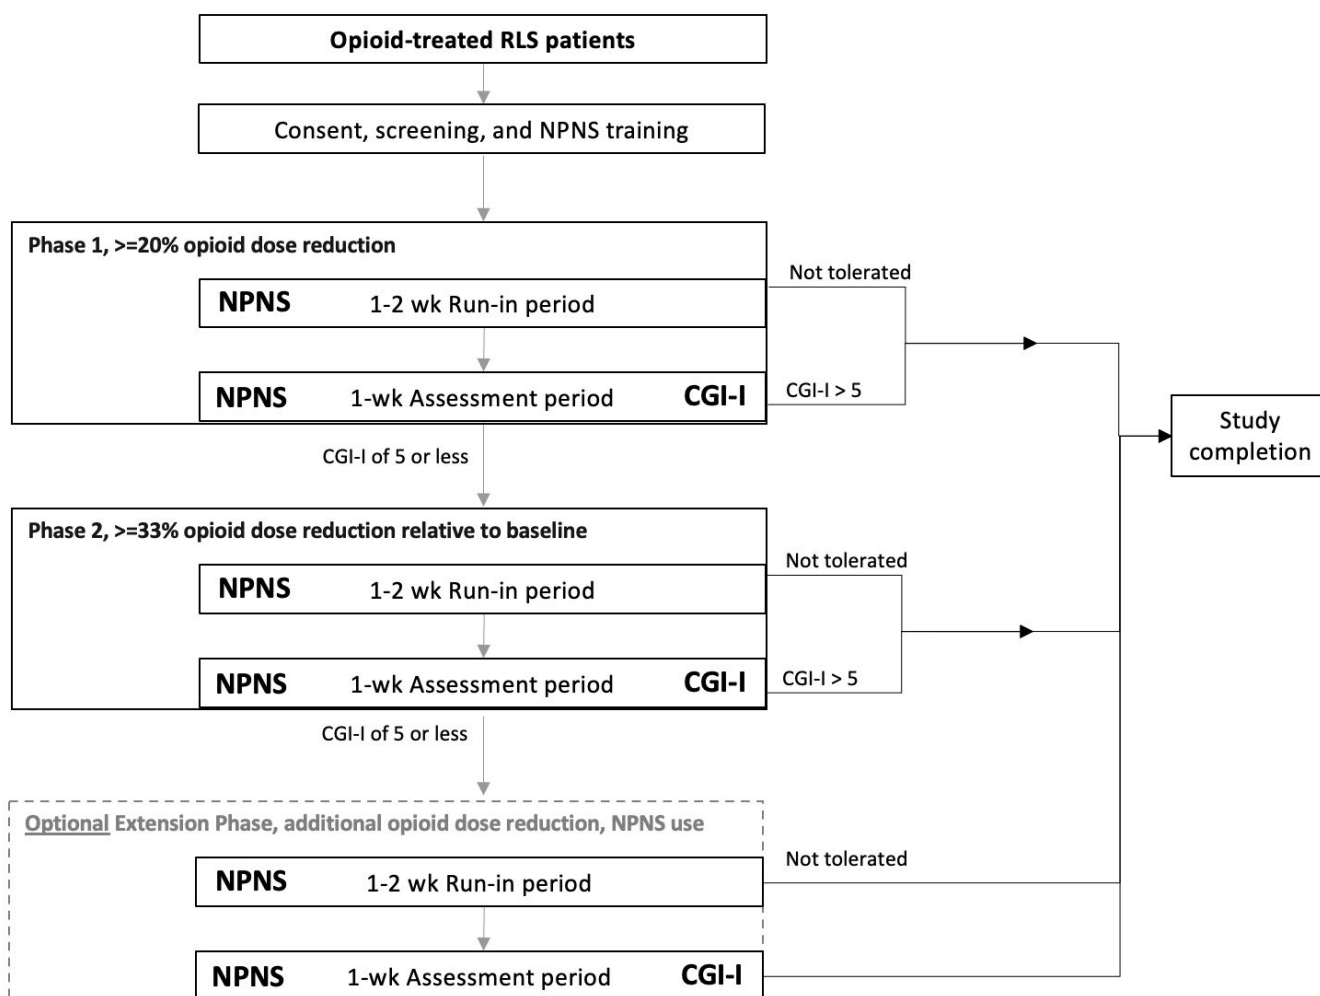 Opioid-treated RLS patients
Consent, screening, and NPNS training
Phase 1, >=20% opioid dose reduction
NPNS 1-2 wk Run-in period
Not tolerated
NPNS 1-wk Assessment period CGI-I
CGI-I > 5
CGI-I of 5 or less
Study
completion
Phase 2, >=33% opioid dose reduction relative to baseline
NPNS 1-2 wk Run-in period
Not tolerated
NPNS 1-wk Assessment period CGI-I
CGI-I > 5
CGI-I of 5 or less
Optional Extension Phase, additional opioid dose reduction, NPNS use
NPNS 1-2 wk Run-in period
Not tolerated
NPNS 1-wk Assessment period CGI-I